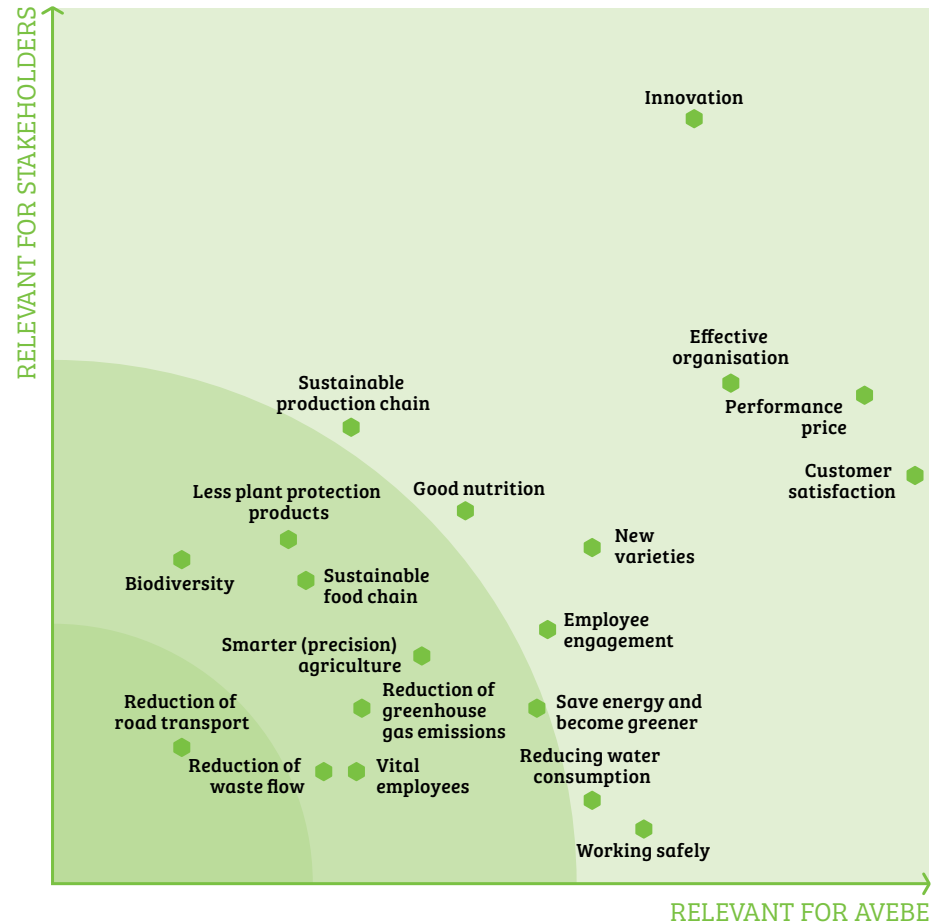 RELEVANT FOR STAKEHOLDERS
Innovation
Effective
organisation
Performance
price
Sustainable
production chain
Customer
satisfaction
Less plant protection
products
Good nutrition
New
varieties
Biodiversity
Sustainable
food chain
Employee
engagement
Smarter (precision)
agriculture
Reduction of
greenhouse
gas emissions
Save energy and
become greener
Reduction of
road transport
Reducing water
consumption
Reduction of
waste flow
Vital
employees
Working safely
RELEVANT FOR AVEBE